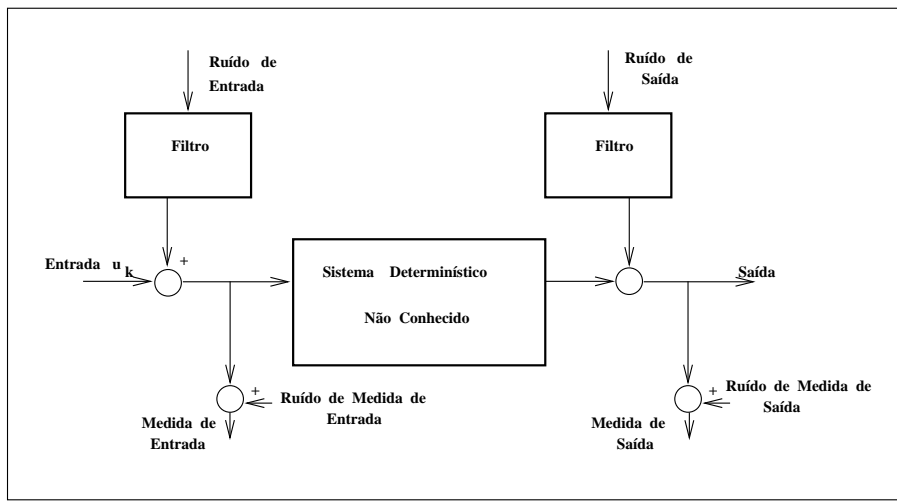 Ruído de
Entrada
Ruído de
Saída
Filtro
Filtro
+
Entrada u k
Sistema Determinístico
Não Conhecido
Saída
+
Ruído de Medida de
Entrada
Medida de
Entrada
+
Ruído de Medida de
Saída
Medida de
Saída